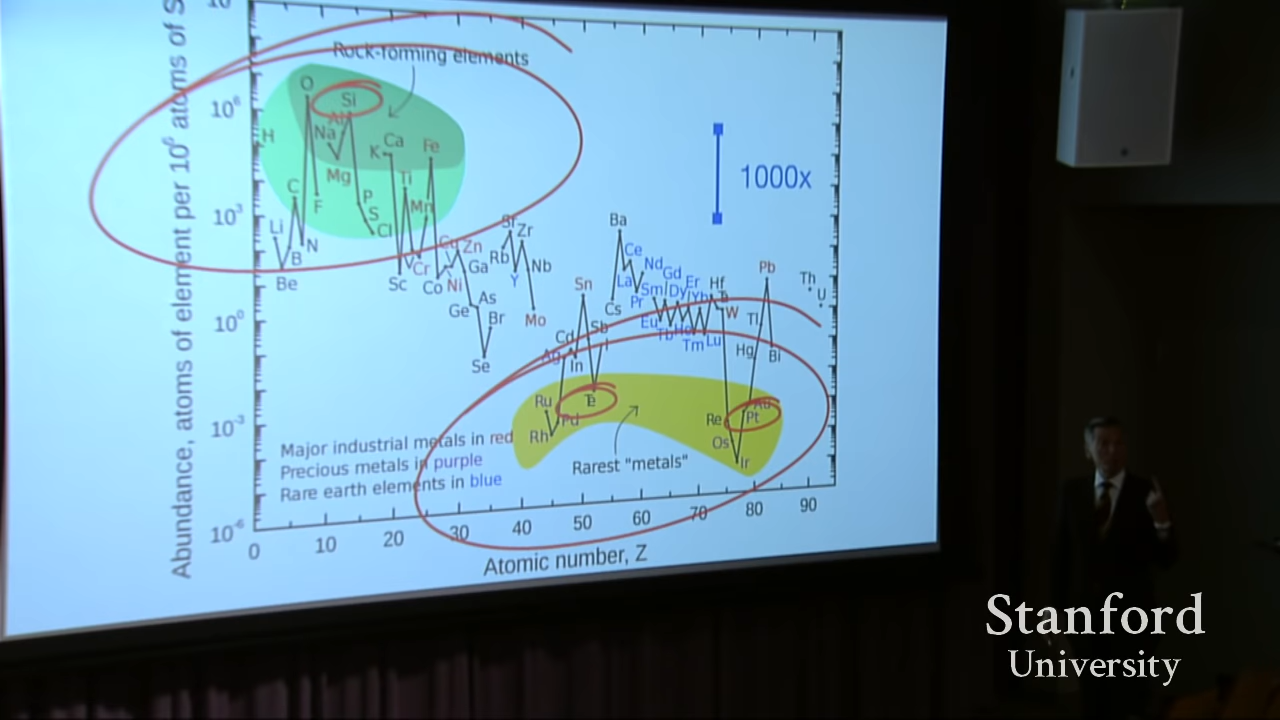 10
Abundance, atoms of element per 10⁶ atoms of S
10⁶
10³
10⁰
10⁻³
10⁻⁶
Rock-forming elements
O
Si
Al
H
Na
Ca
K
Fe
Mg
Ti
C
F
P
S
Mn
Cl
Li
N
B
Be
V
Cr
Sc
Co
Ni
Cu
Zn
Ga
Ge
As
Br
Se
Rb
Sr
Zr
Y
Nb
Mo
1000x
Ba
Ce
La
Nd
Pr
Sm
Gd
Dy
Er
Yb
Hf
Ta
W
Eu
Tb
Ho
Tm
Lu
Cs
Sn
Sb
I
Cd
Ag
In
Pb
Th
U
Tl
Hg
Bi
Ru
Pd
Rh
Te
Re
Au
Pt
Os
Ir
Rarest "metals"
Major industrial metals in red
Precious metals in purple
Rare earth elements in blue
0 10 20 30 40 50 60 70 80 90
Atomic number, Z
Stanford
University